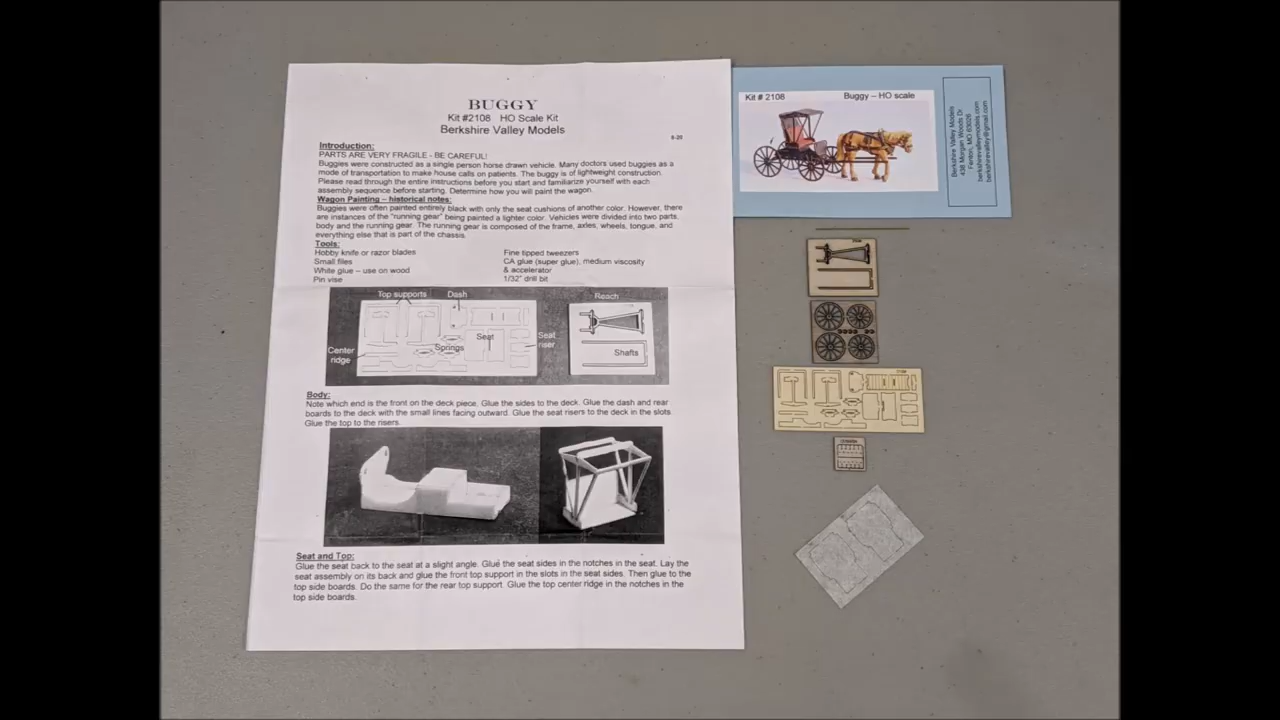 BUGGY
Kit #2108 HO Scale Kit
Berkshire Valley Models
6-20
Introduction:
PARTS ARE VERY FRAGILE - BE CAREFUL!
Buggies were constructed as a single person horse drawn vehicle. Many doctors used buggies as a
mode of transportation to make house calls on patients. The buggy is of lightweight construction.
Please read through the entire instructions before you start and familiarize yourself with each
assembly sequence before starting. Determine how you will paint the wagon.
Wagon Painting – historical notes:
Buggies were often painted entirely black with only the seat cushions of another color. However, there
are instances of the "running gear" being painted a lighter color. Vehicles were divided into two parts,
body and the running gear. The running gear is composed of the frame, axles, wheels, tongue, and
everything else that is part of the chassis.
Tools:
Hobby knife or razor blades
Small files
White glue – use on wood
Pin vise
Fine tipped tweezers
CA glue (super glue), medium viscosity
& accelerator
1/32" drill bit
Top supports
Dash
Reach
Center
ridge
Springs
Seat
Seat
riser
Shafts
Body:
Note which end is the front on the deck piece. Glue the sides to the deck. Glue the dash and rear
boards to the deck with the small lines facing outward. Glue the seat risers to the deck in the slots.
Glue the top to the risers.
Seat and Top:
Glue the seat back to the seat at a slight angle. Glue the seat sides in the notches in the seat. Lay the
seat assembly on its back and glue the front top support in the slots in the seat sides. Then glue to the
top side boards. Do the same for the rear top support. Glue the top center ridge in the notches in the
top side boards.
Kit # 2108
Buggy – HO scale
Berkshire Valley Models
438 Morgan Woods Dr
Fenton, MO 63026
berkshirevalleymodels.com
berkshirevalley@gmail.com